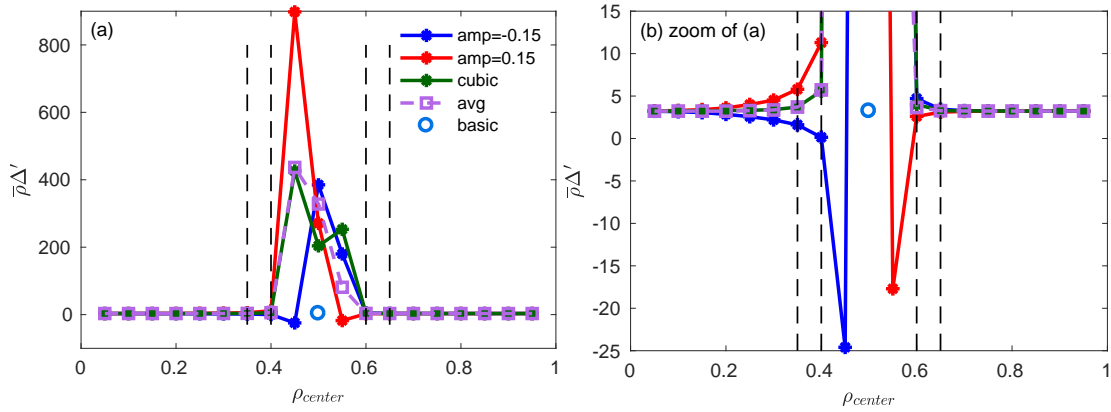 (a)
800
600
400
200
0
ρ̄Δ′
amp=-0.15
amp=0.15
cubic
avg
basic
0 0.2 0.4 0.6 0.8 1
ρcenter
(b) zoom of (a)
15
10
5
0
-5
-10
-15
-20
-25
ρ̄Δ′
0 0.2 0.4 0.6 0.8 1
ρcenter